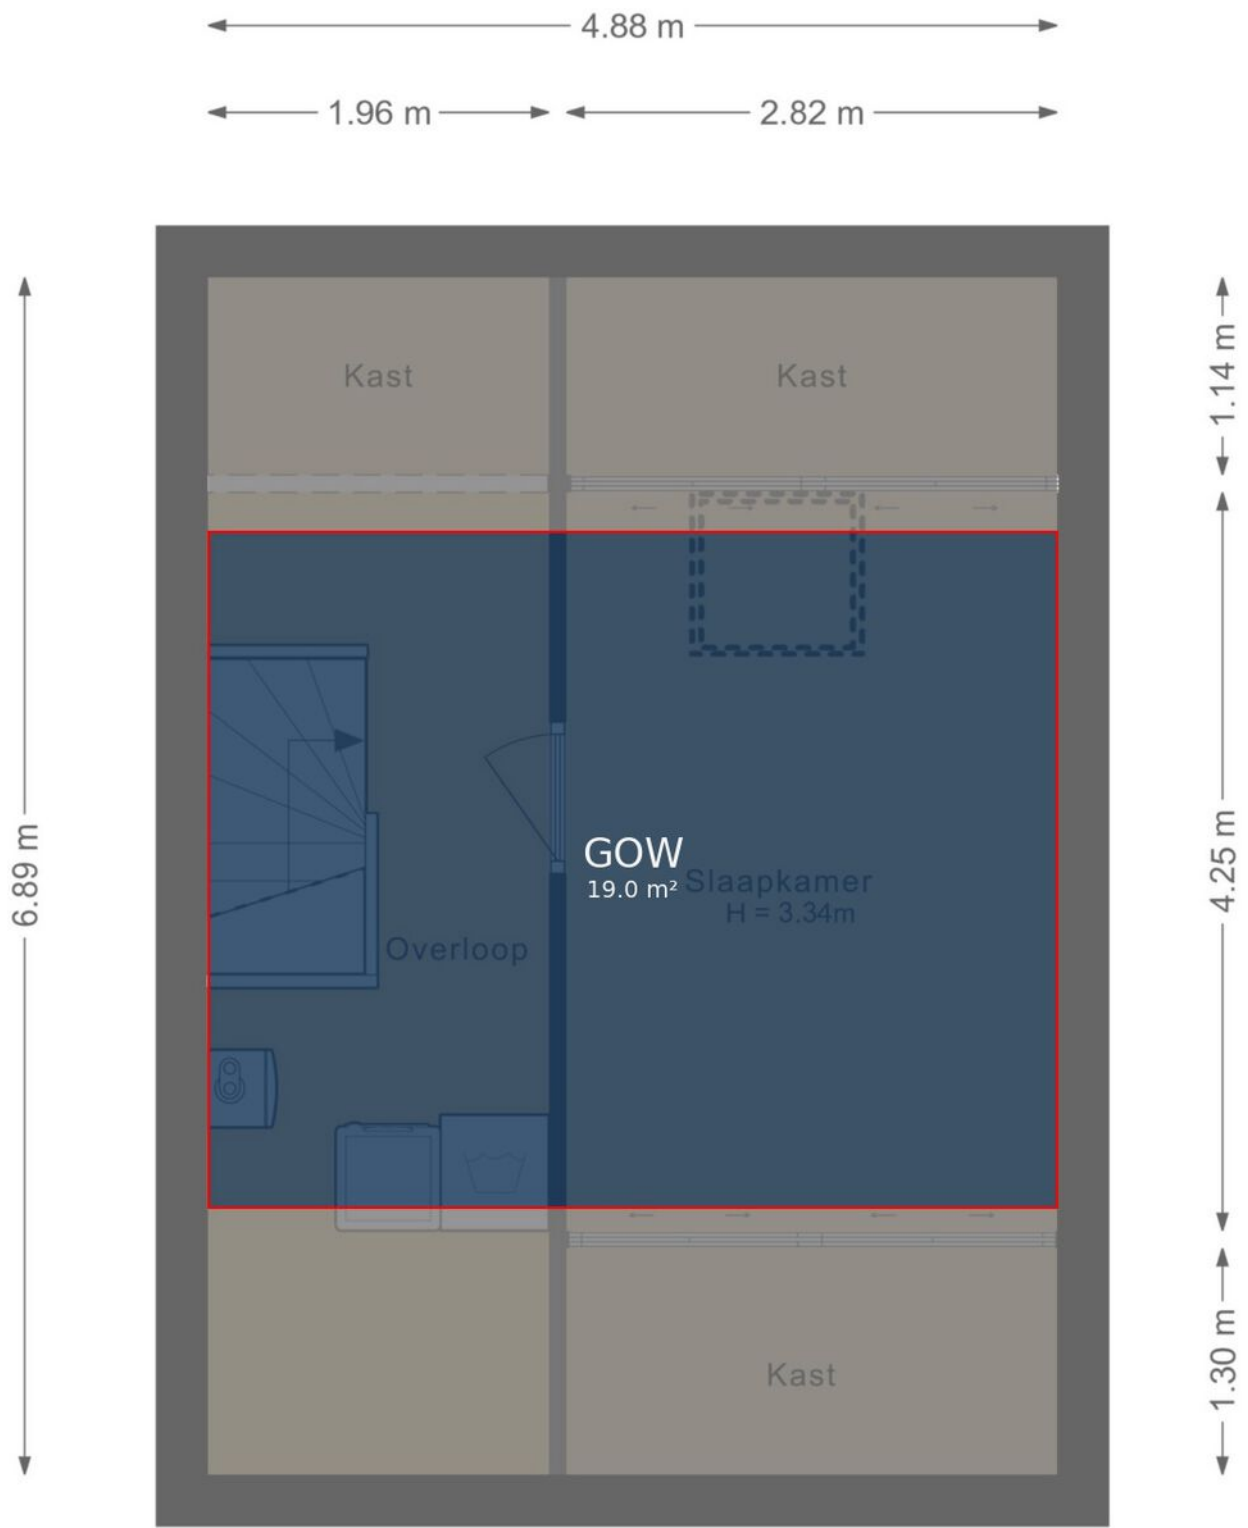 4.88 m
1.96 m
2.82 m
Kast
Kast
1.14 m
6.89 m
4.25 m
GOW
19.0 m²
Slaapkamer
H = 3.34m
Overloop
1.30 m
Kast